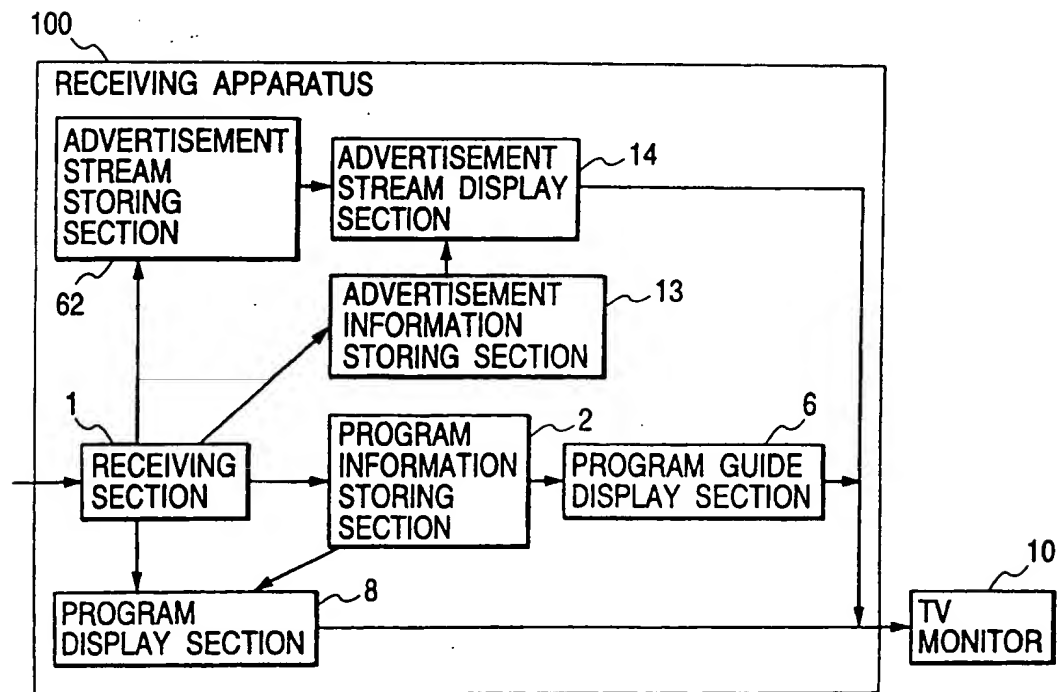 100
RECEIVING APPARATUS
ADVERTISEMENT
STREAM
STORING
SECTION
62
ADVERTISEMENT
STREAM DISPLAY
SECTION
14
ADVERTISEMENT
INFORMATION
STORING SECTION
13
1
RECEIVING
SECTION
PROGRAM
INFORMATION
STORING
SECTION
2
PROGRAM GUIDE
DISPLAY SECTION
6
PROGRAM
DISPLAY SECTION
8
TV
MONITOR
10